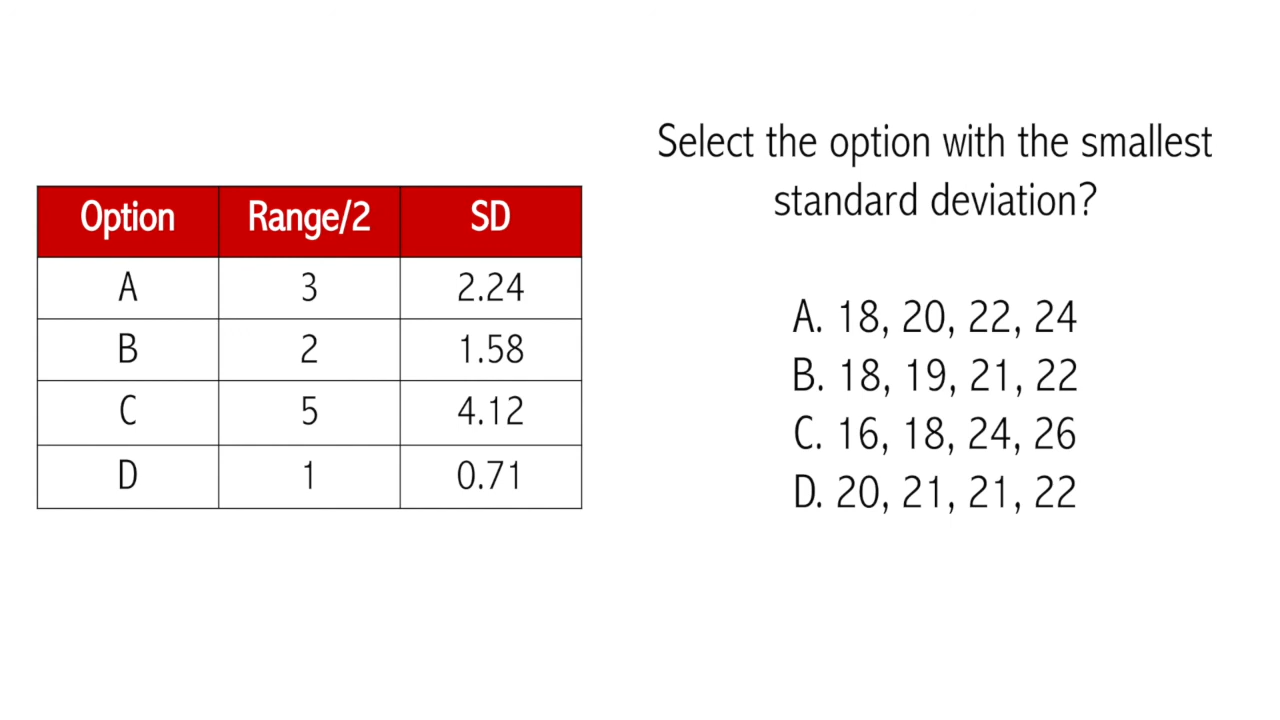 Select the option with the smallest
standard deviation?
Option Range/2 SD
A 3 2.24
B 2 1.58
C 5 4.12
D 1 0.71
A. 18, 20, 22, 24
B. 18, 19, 21, 22
C. 16, 18, 24, 26
D. 20, 21, 21, 22